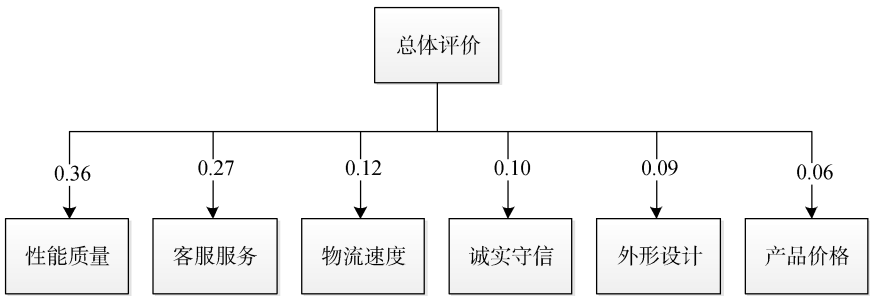 总体评价
0.36
0.27
0.12
0.10
0.09
0.06
性能质量
客服服务
物流速度
诚实守信
外形设计
产品价格